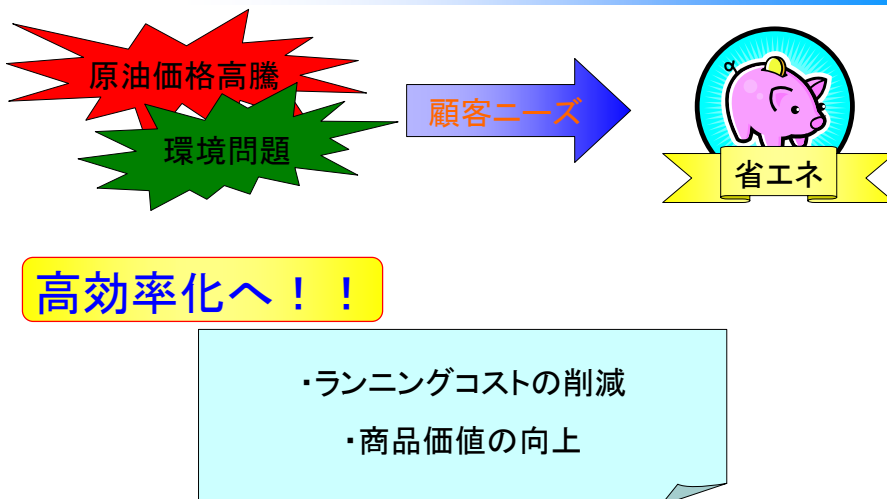 原油価格高騰
環境問題
顧客ニーズ
省エネ
高効率化へ！！
・ランニングコストの削減
・商品価値の向上